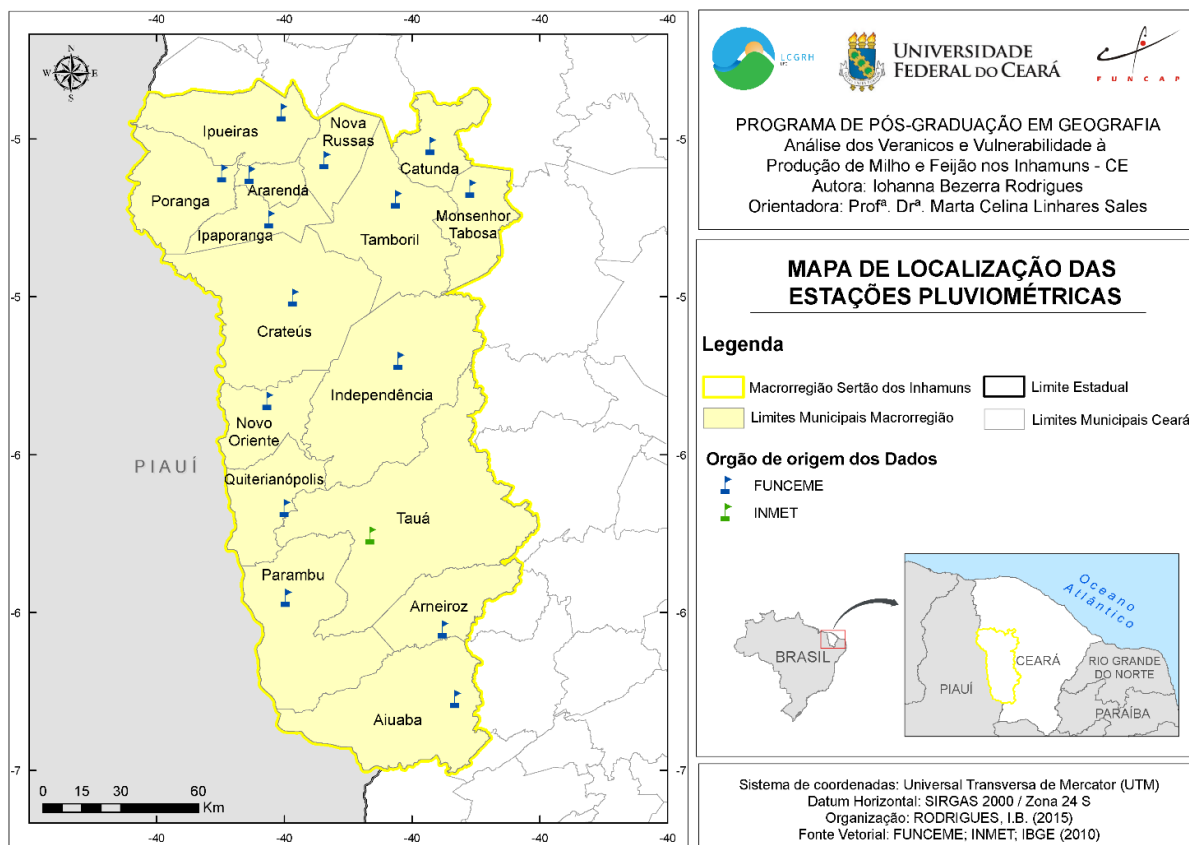 -40 -40 -40 -40 -40
N
W E
S
-5
-5
-6
-6
-7
Ipueiras
Nova
Russas
Catunda
Poranga
Ararendá
Monsenhor
Tabosa
Ipaporanga
Tamboril
Crateús
Independência
Novo
Oriente
PIAUÍ
Quiterianópolis
Tauá
Parambu
Arneiroz
Aiuaba
0 15 30 60
Km
-5
-5
-6
-6
-7
-40 -40 -40 -40 -40
LCGRH
UNIVERSIDADE
FEDERAL DO CEARÁ
FUNCAP
PROGRAMA DE PÓS-GRADUAÇÃO EM GEOGRAFIA
Análise dos Veranicos e Vulnerabilidade à
Produção de Milho e Feijão nos Inhamuns - CE
Autora: Iohanna Bezerra Rodrigues
Orientadora: Profª. Drª. Marta Celina Linhares Sales
MAPA DE LOCALIZAÇÃO DAS
ESTAÇÕES PLUVIOMÉTRICAS
Legenda
Macrorregião Sertão dos Inhamuns
Limite Estadual
Limites Municipais Macrorregião
Limites Municipais Ceará
Orgão de origem dos Dados
FUNCEME
INMET
BRASIL
Oceano
Atlântico
CEARÁ
RIO GRANDE
DO NORTE
PIAUÍ
PARAÍBA
Sistema de coordenadas: Universal Transversa de Mercator (UTM)
Datum Horizontal: SIRGAS 2000 / Zona 24 S
Organização: RODRIGUES, I.B. (2015)
Fonte Vetorial: FUNCEME; INMET; IBGE (2010)